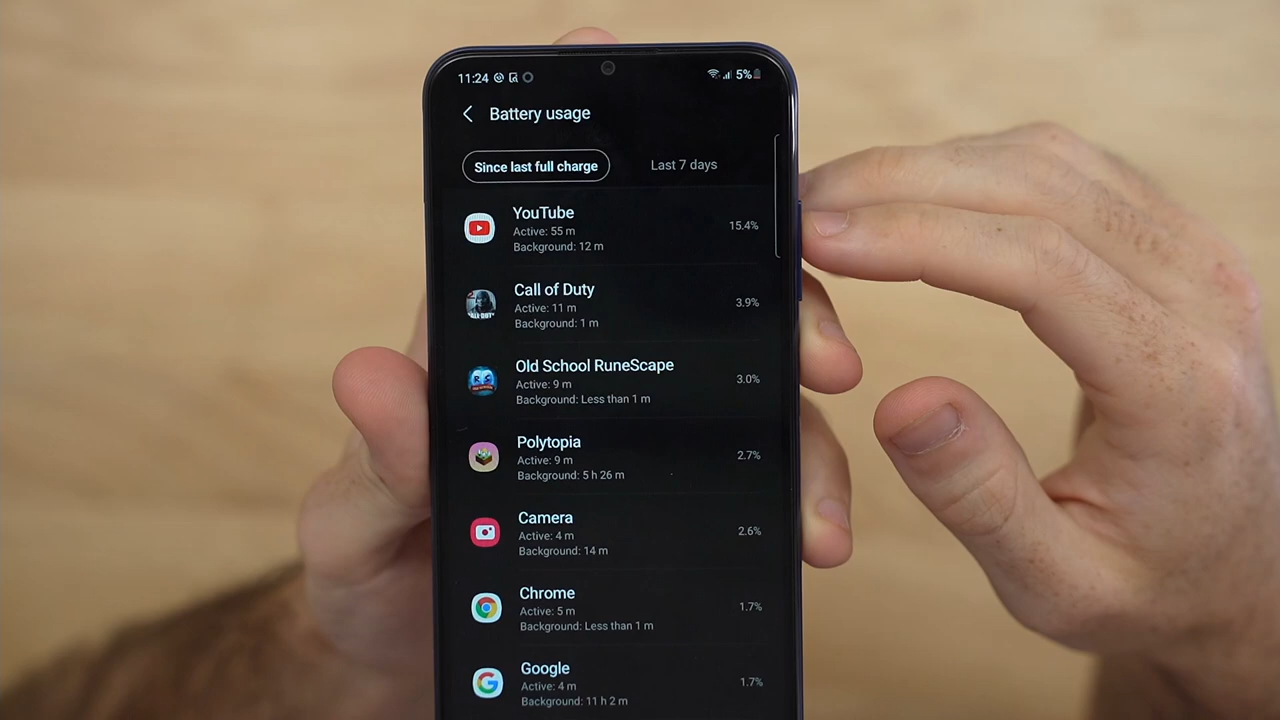 11:24 5%
Battery usage
Since last full charge Last 7 days
YouTube
Active: 55 m
Background: 12 m
15.4%
Call of Duty
Active: 11 m
Background: 1 m
3.9%
Old School RuneScape
Active: 9 m
Background: Less than 1 m
3.0%
Polytopia
Active: 9 m
Background: 5 h 26 m
2.7%
Camera
Active: 4 m
Background: 14 m
2.6%
Chrome
Active: 5 m
Background: Less than 1 m
1.7%
Google
Active: 4 m
Background: 11 h 2 m
1.7%